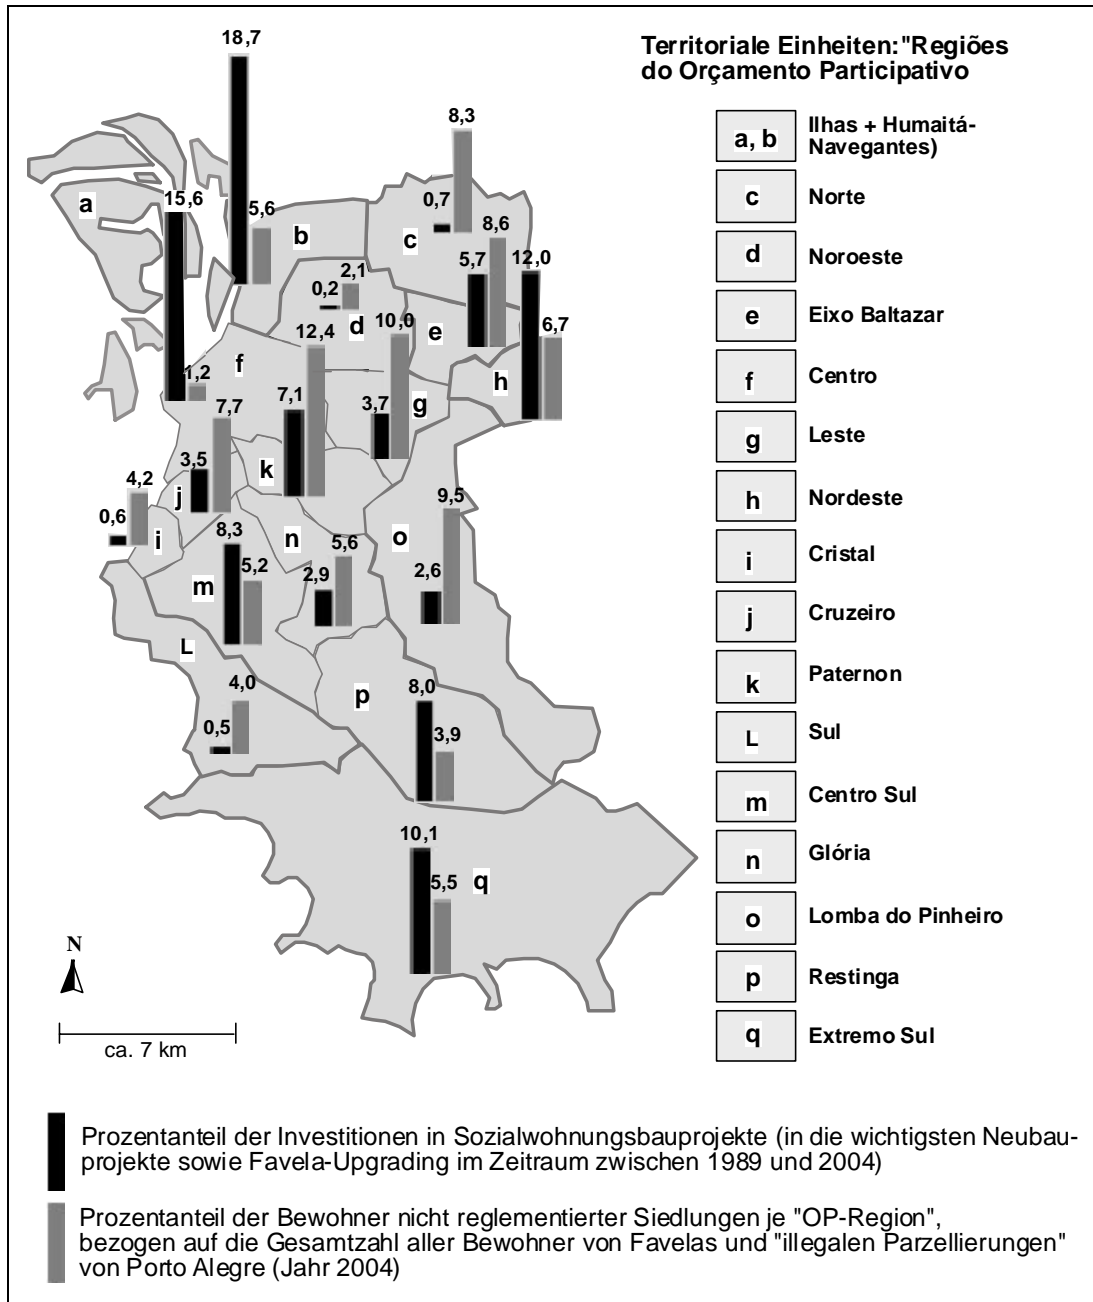 18,7
Territoriale Einheiten:"Regiões
do Orçamento Participativo
8,3
a, b
Ilhas + Humaitá-
Navegantes)
a
15,6
5,6
b
0,7
c
8,6
c
Norte
0,2
2,1
5,7
12,0
d
Noroeste
d
12,4
10,0
e
6,7
e
Eixo Baltazar
f
1,2
7,1
3,7
g
h
f
Centro
7,7
g
Leste
3,5
k
4,2
j
9,5
h
Nordeste
0,6
i
8,3
n
5,6
o
i
Cristal
m
5,2
2,9
2,6
j
Cruzeiro
L
4,0
p
8,0
k
Paternon
0,5
3,9
L
Sul
m
Centro Sul
10,1
5,5
q
n
Glória
o
Lomba do Pinheiro
N
p
Restinga
ca. 7 km
q
Extremo Sul
Prozentanteil der Investitionen in Sozialwohnungsbauprojekte (in die wichtigsten Neubau-
projekte sowie Favela-Upgrading im Zeitraum zwischen 1989 und 2004)
Prozentanteil der Bewohner nicht reglementierter Siedlungen je "OP-Region",
bezogen auf die Gesamtzahl aller Bewohner von Favelas und "illegalen Parzellierungen"
von Porto Alegre (Jahr 2004)